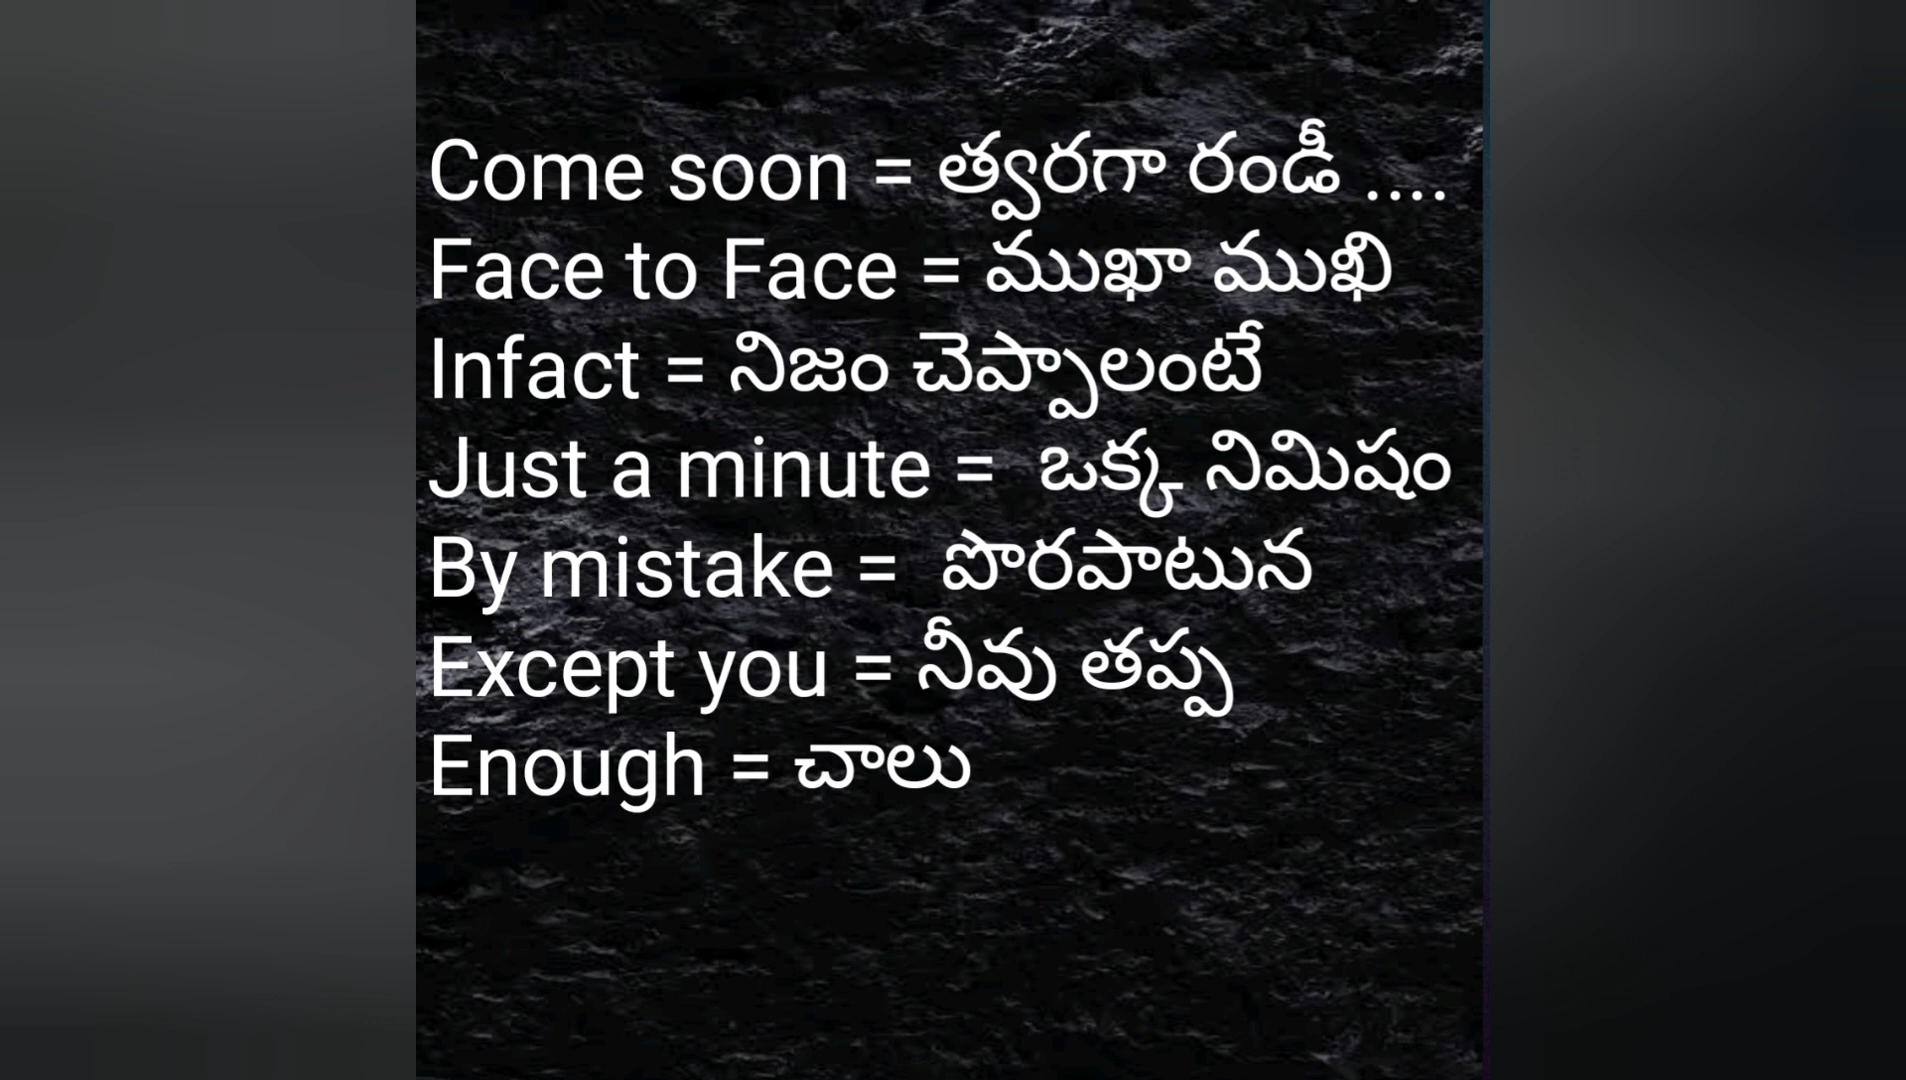 Come soon = త్వరగా రండీ ....
Face to Face = ముఖా ముఖి
Infact = నిజం చెప్పాలంటే
Just a minute =  ఒక్క నిమిషం
By mistake =  పొరపాటున
Except you = నీవు తప్ప
Enough = చాలు